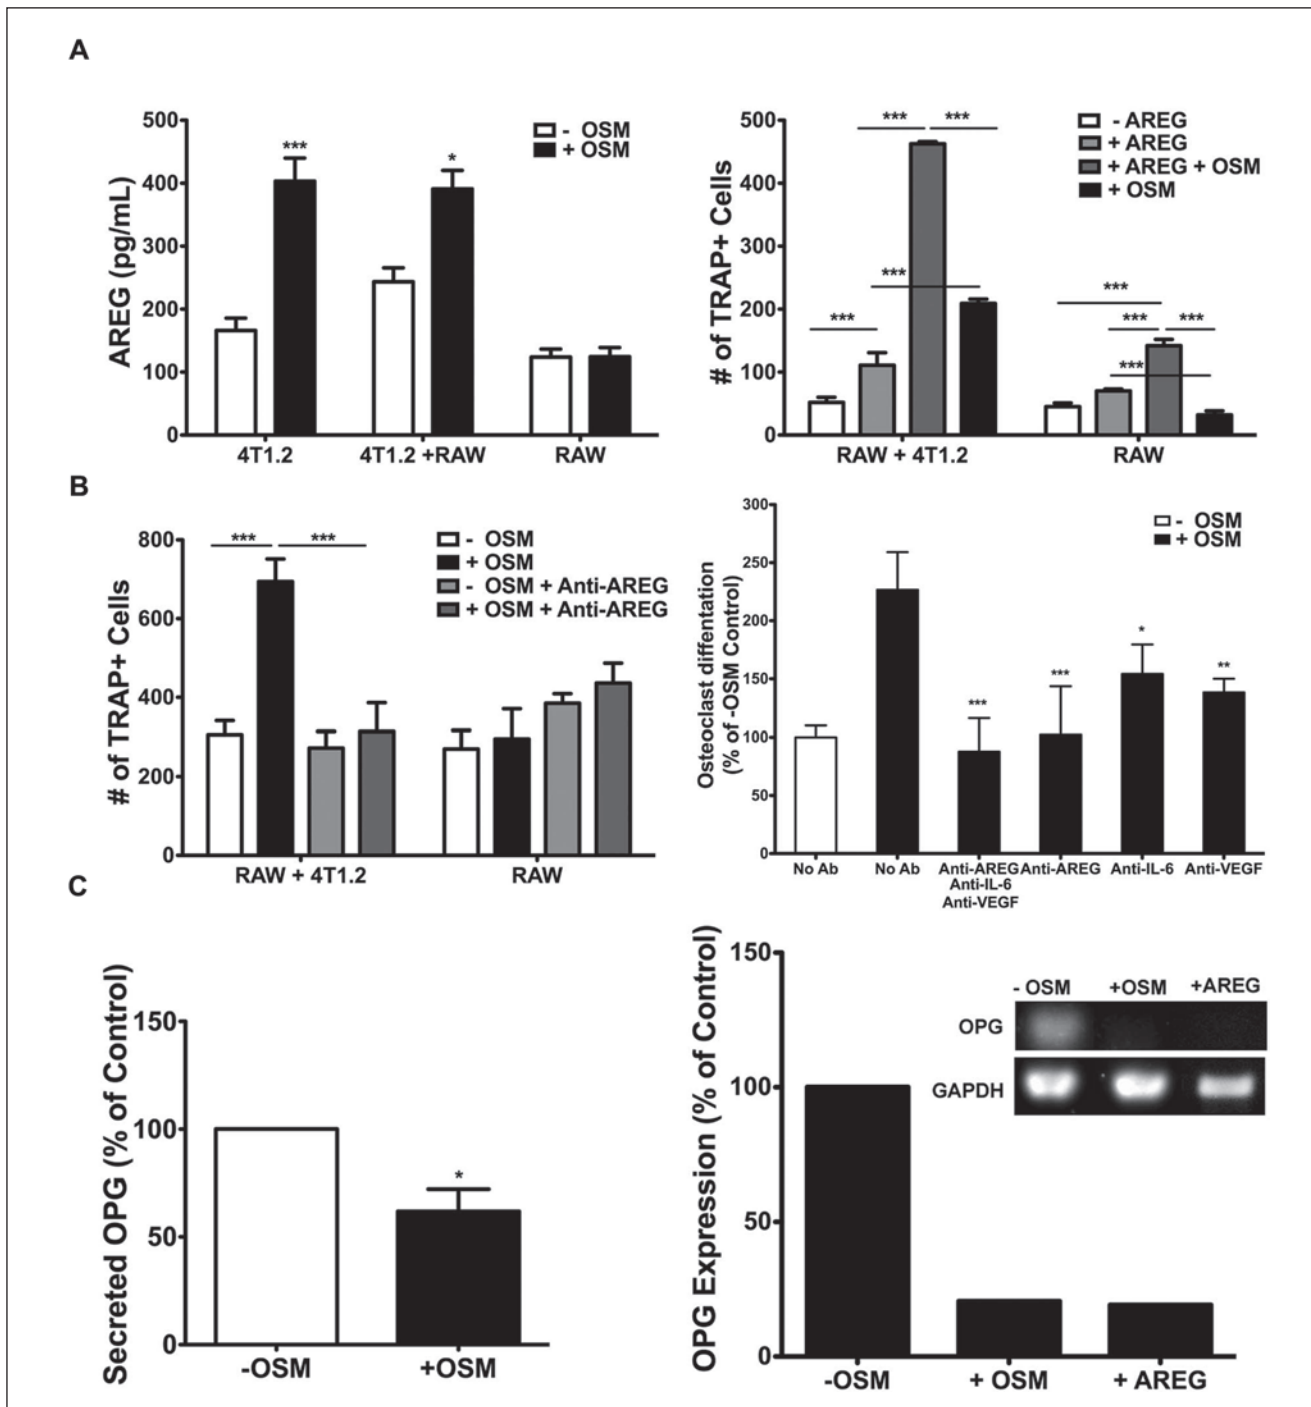 A
500
400
300
200
100
0
AREG (pg/mL)
- OSM
+ OSM
***
*
4T1.2
4T1.2 +RAW
RAW
500
400
300
200
100
0
# of TRAP+ Cells
- AREG
+ AREG
+ AREG + OSM
+ OSM
*** ***
***
***
***
*** ***
***
RAW + 4T1.2
RAW
B
800
600
400
200
0
# of TRAP+ Cells
- OSM
+ OSM
- OSM + Anti-AREG
+ OSM + Anti-AREG
*** ***
RAW + 4T1.2
RAW
300
250
200
150
100
50
0
Osteoclast diffentation
(% of -OSM Control)
- OSM
+ OSM
***
***
*
**
No Ab
No Ab
Anti-AREG
Anti-IL-6
Anti-VEGF
Anti-AREG
Anti-IL-6
Anti-VEGF
C
150
100
50
0
Secreted OPG (% of Control)
*
-OSM
+OSM
150
100
50
0
OPG Expression (% of Control)
- OSM +OSM +AREG
OPG
GAPDH
-OSM
+ OSM
+ AREG